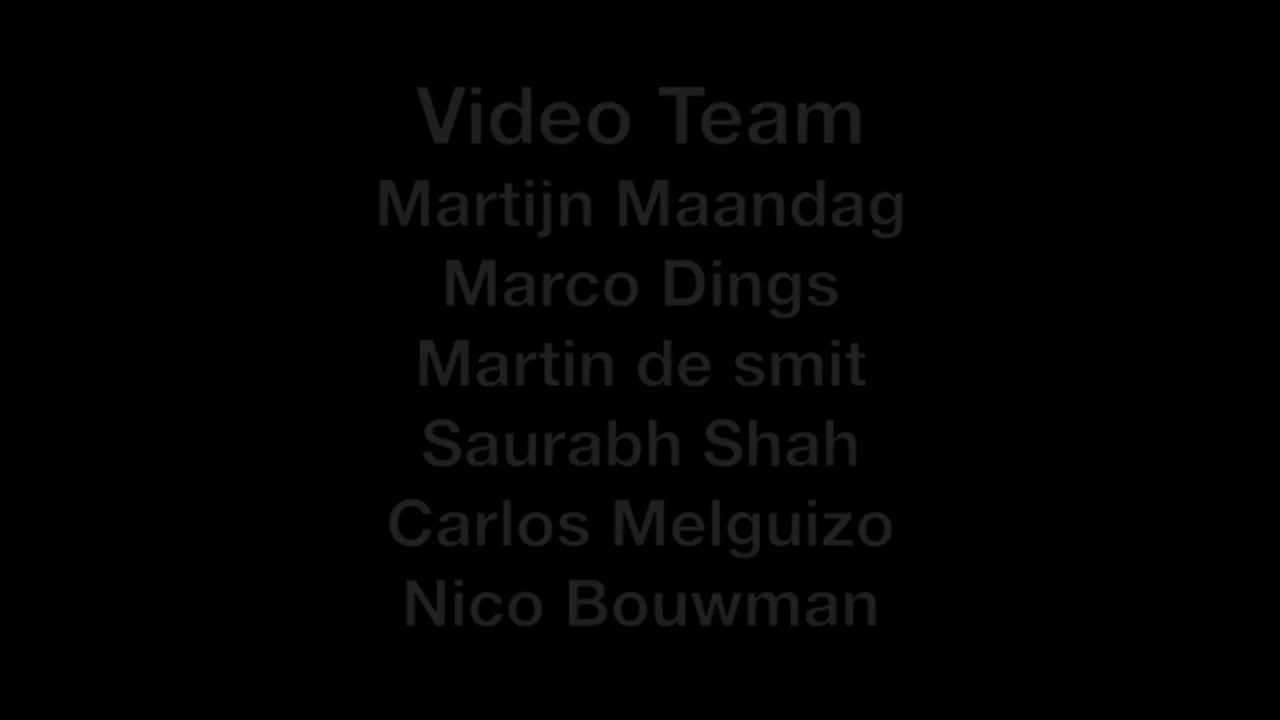 Video Team
Martijn Maandag
Marco Dings
Martin de smit
Saurabh Shah
Carlos Melguizo
Nico Bouwman